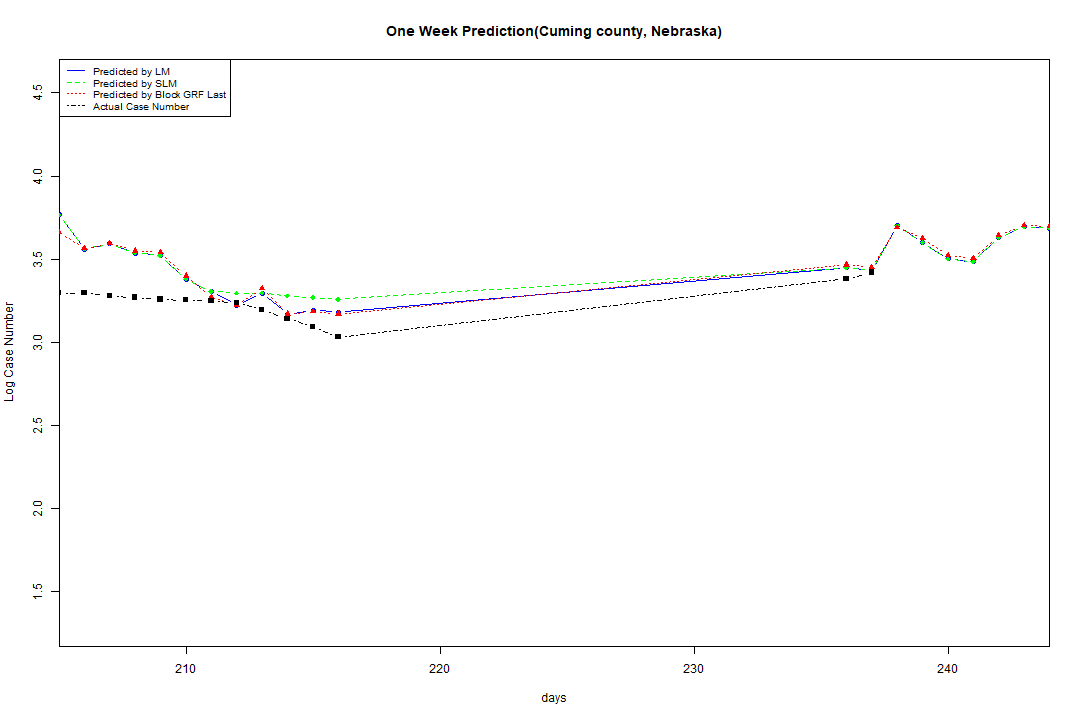 One Week Prediction(Cuming county, Nebraska)
Predicted by LM
Predicted by SLM
Predicted by Block GRF Last
Actual Case Number
4.5
4.0
3.5
3.0
2.5
2.0
1.5
Log Case Number
210 220 230 240
days